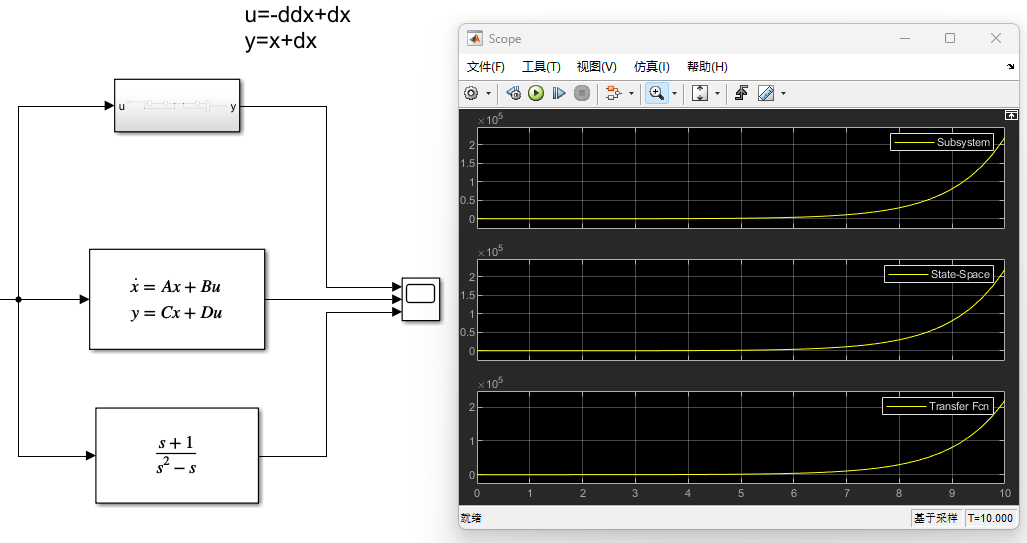 u=-ddx+dx
y=x+dx
u
y
ẋ = Ax + Bu
y = Cx + Du
s + 1
s² − s
Scope
文件(F) 工具(T) 视图(V) 仿真(I) 帮助(H)
×10⁵
Subsystem
2
1.5
1
0.5
0
×10⁵
State-Space
2
1.5
1
0.5
0
×10⁵
Transfer Fcn
2
1
0
0 1 2 3 4 5 6 7 8 9 10
就绪 基于采样 T=10.000